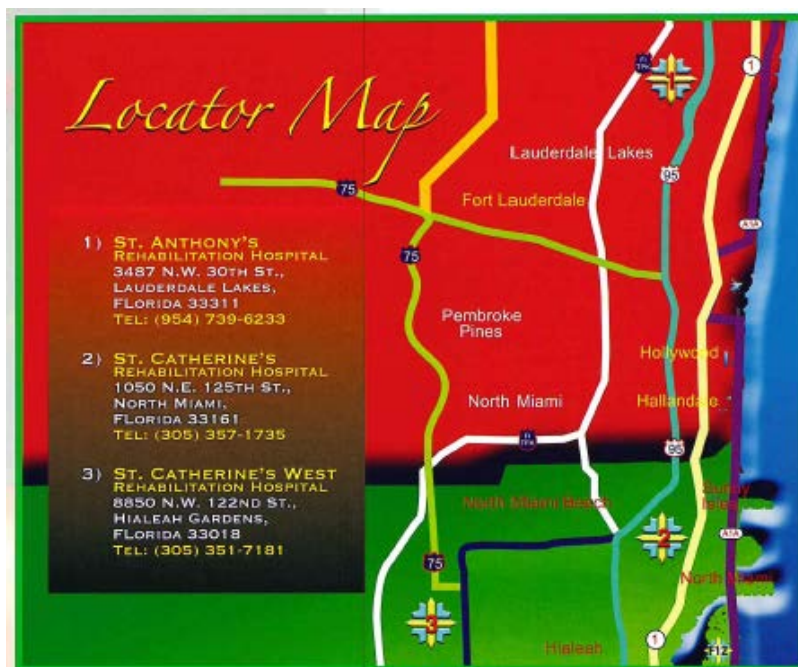 Locator Map
1) St. Anthony's
Rehabilitation Hospital
3487 N.W. 30th St.,
Lauderdale Lakes,
Florida 33311
Tel: (954) 739-6233
2) St. Catherine's
Rehabilitation Hospital
1050 N.E. 125th St.,
North Miami,
Florida 33161
Tel: (305) 357-1735
3) St. Catherine's West
Rehabilitation Hospital
8850 N.W. 122nd St.,
Hialeah Gardens,
Florida 33018
Tel: (305) 351-7181
1
1
Lauderdale Lakes
75
95
Fort Lauderdale
A1A
75
Pembroke
Pines
Hollywood
North Miami
Hallandale
95
North Miami Beach
Sunny
Isles
2
A1A
75
North Miami
3
Hialeah
1
F12